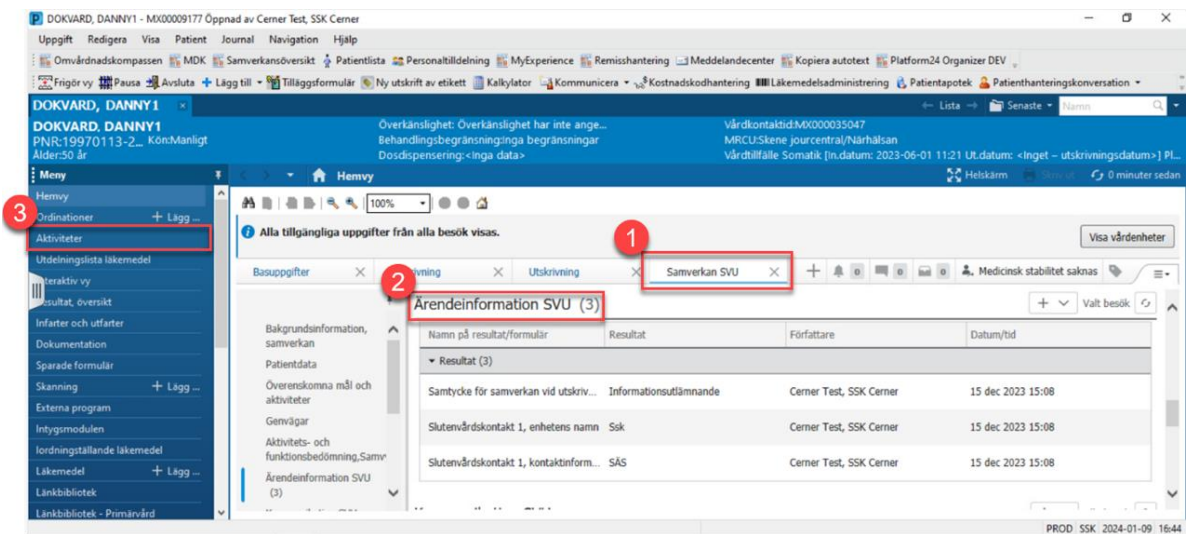 DOKVARD, DANNY1 - MX00009177 Öppnad av Cerner Test, SSK Cerner
Uppgift Redigera Visa Patient Journal Navigation Hjälp
Omvårdnadskompassen MDK Samverkansöversikt Patientlista Personaltilldelning MyExperience Remisshantering Meddelandecenter Kopiera autotext Platform24 Organizer DEV
Frigör vy Pausa Avsluta Lägg till Tilläggsformulär Ny utskrift av etikett Kalkylator Kommunicera Kostnadskodhantering Läkemedelsadministrering Patientapotek Patienthanteringskonversation
DOKVARD, DANNY1 Lista Senaste Namn
DOKVARD, DANNY1 Överkänslighet: Överkänslighet har inte ange... Vårdkontaktid:MX000035047
PNR:19970113-2... Kön:Manligt Behandlingsbegränsning:Inga begränsningar MRCU:Skene jourcentral/Närhälsan
Ålder:50 år Dosdispensering:<Inga data> Vårdtillfälle Somatik [In.datum: 2023-06-01 11:21 Ut.datum: <Inget – utskrivningsdatum>] Pl...
Meny Hemvy Helskärm Skriv ut 0 minuter sedan
Hemvy
3
Ordinationer + Lägg ...
100%
Aktiviteter
Alla tillgängliga uppgifter från alla besök visas.
1
Visa vårdenheter
Utdelningslista läkemedel
Interaktiv vy
Basuppgifter
Utskrivning
Samverkan SVU
0 0 0
Medicinsk stabilitet saknas
2
Resultat, översikt
Ärendeinformation SVU (3)
Valt besök
Infarter och utfarter
Dokumentation
Sparade formulär
Skanning + Lägg ...
Externa program
Intygsmodulen
Iordningställande läkemedel
Läkemedel + Lägg ...
Länkbibliotek
Länkbibliotek - Primärvård
Bakgrundsinformation,
samverkan
Patientdata
Överenskomna mål och
aktiviteter
Genvägar
Aktivitets- och
funktionsbedömning,Samv
Ärendeinformation SVU
(3)
Namn på resultat/formulär Resultat Författare Datum/tid
Resultat (3)
Samtycke för samverkan vid utskriv... Informationsutlämnande Cerner Test, SSK Cerner 15 dec 2023 15:08
Slutenvårdskontakt 1, enhetens namn Ssk Cerner Test, SSK Cerner 15 dec 2023 15:08
Slutenvårdskontakt 1, kontaktinform... SÄS Cerner Test, SSK Cerner 15 dec 2023 15:08
PROD SSK 2024-01-09 16:44